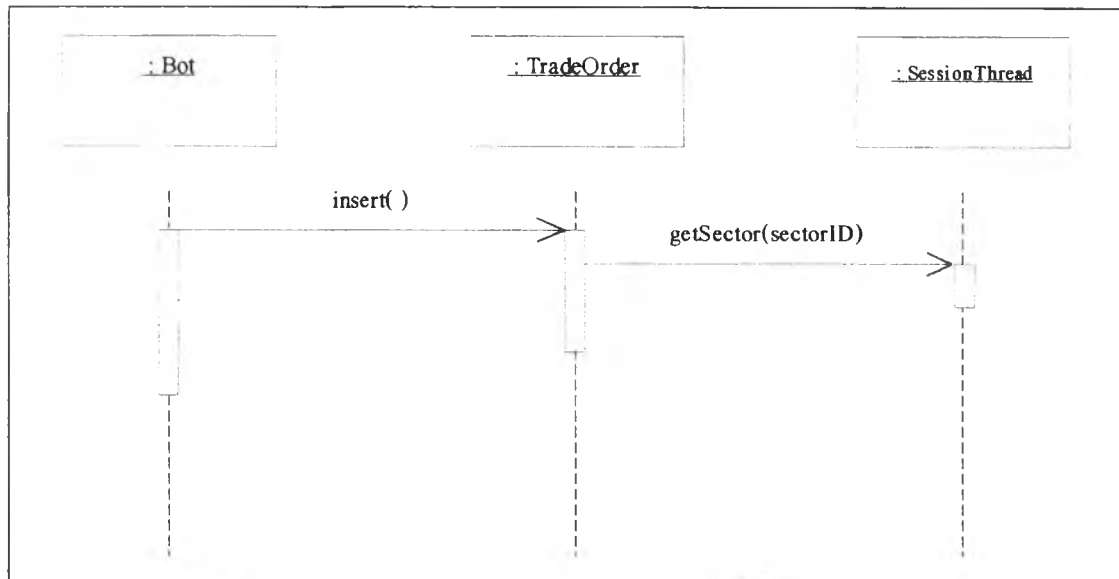 : Bot
: TradeOrder
: SessionThread
insert( )
getSector(sectorID)